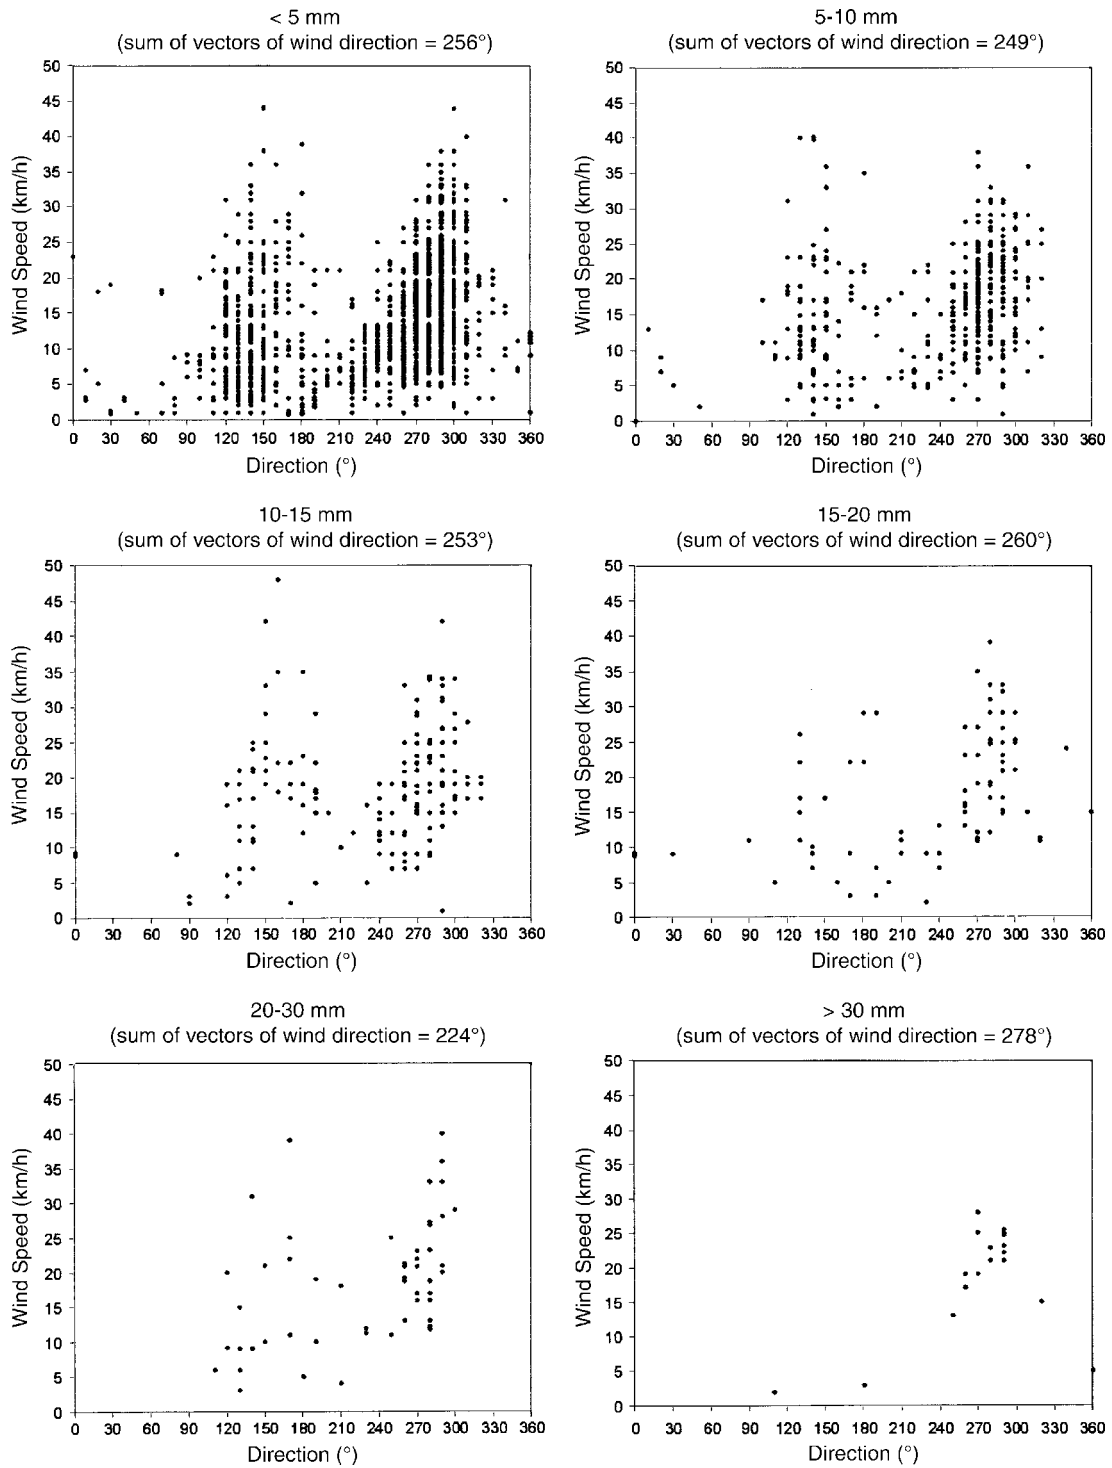 < 5 mm
(sum of vectors of wind direction = 256°)
50
45
40
35
30
25
20
15
10
5
0
Wind Speed (km/h)
0 30 60 90 120 150 180 210 240 270 300 330 360
Direction (°)
5-10 mm
(sum of vectors of wind direction = 249°)
50
45
40
35
30
25
20
15
10
5
0
Wind Speed (km/h)
0 30 60 90 120 150 180 210 240 270 300 330 360
Direction (°)
10-15 mm
(sum of vectors of wind direction = 253°)
50
45
40
35
30
25
20
15
10
5
0
Wind Speed (km/h)
0 30 60 90 120 150 180 210 240 270 300 330 360
Direction (°)
15-20 mm
(sum of vectors of wind direction = 260°)
50
45
40
35
30
25
20
15
10
5
0
Wind Speed (km/h)
0 30 60 90 120 150 180 210 240 270 300 330 360
Direction (°)
20-30 mm
(sum of vectors of wind direction = 224°)
50
45
40
35
30
25
20
15
10
5
0
Wind Speed (km/h)
0 30 60 90 120 150 180 210 240 270 300 330 360
Direction (°)
> 30 mm
(sum of vectors of wind direction = 278°)
50
45
40
35
30
25
20
15
10
5
0
Wind Speed (km/h)
0 30 60 90 120 150 180 210 240 270 300 330 360
Direction (°)